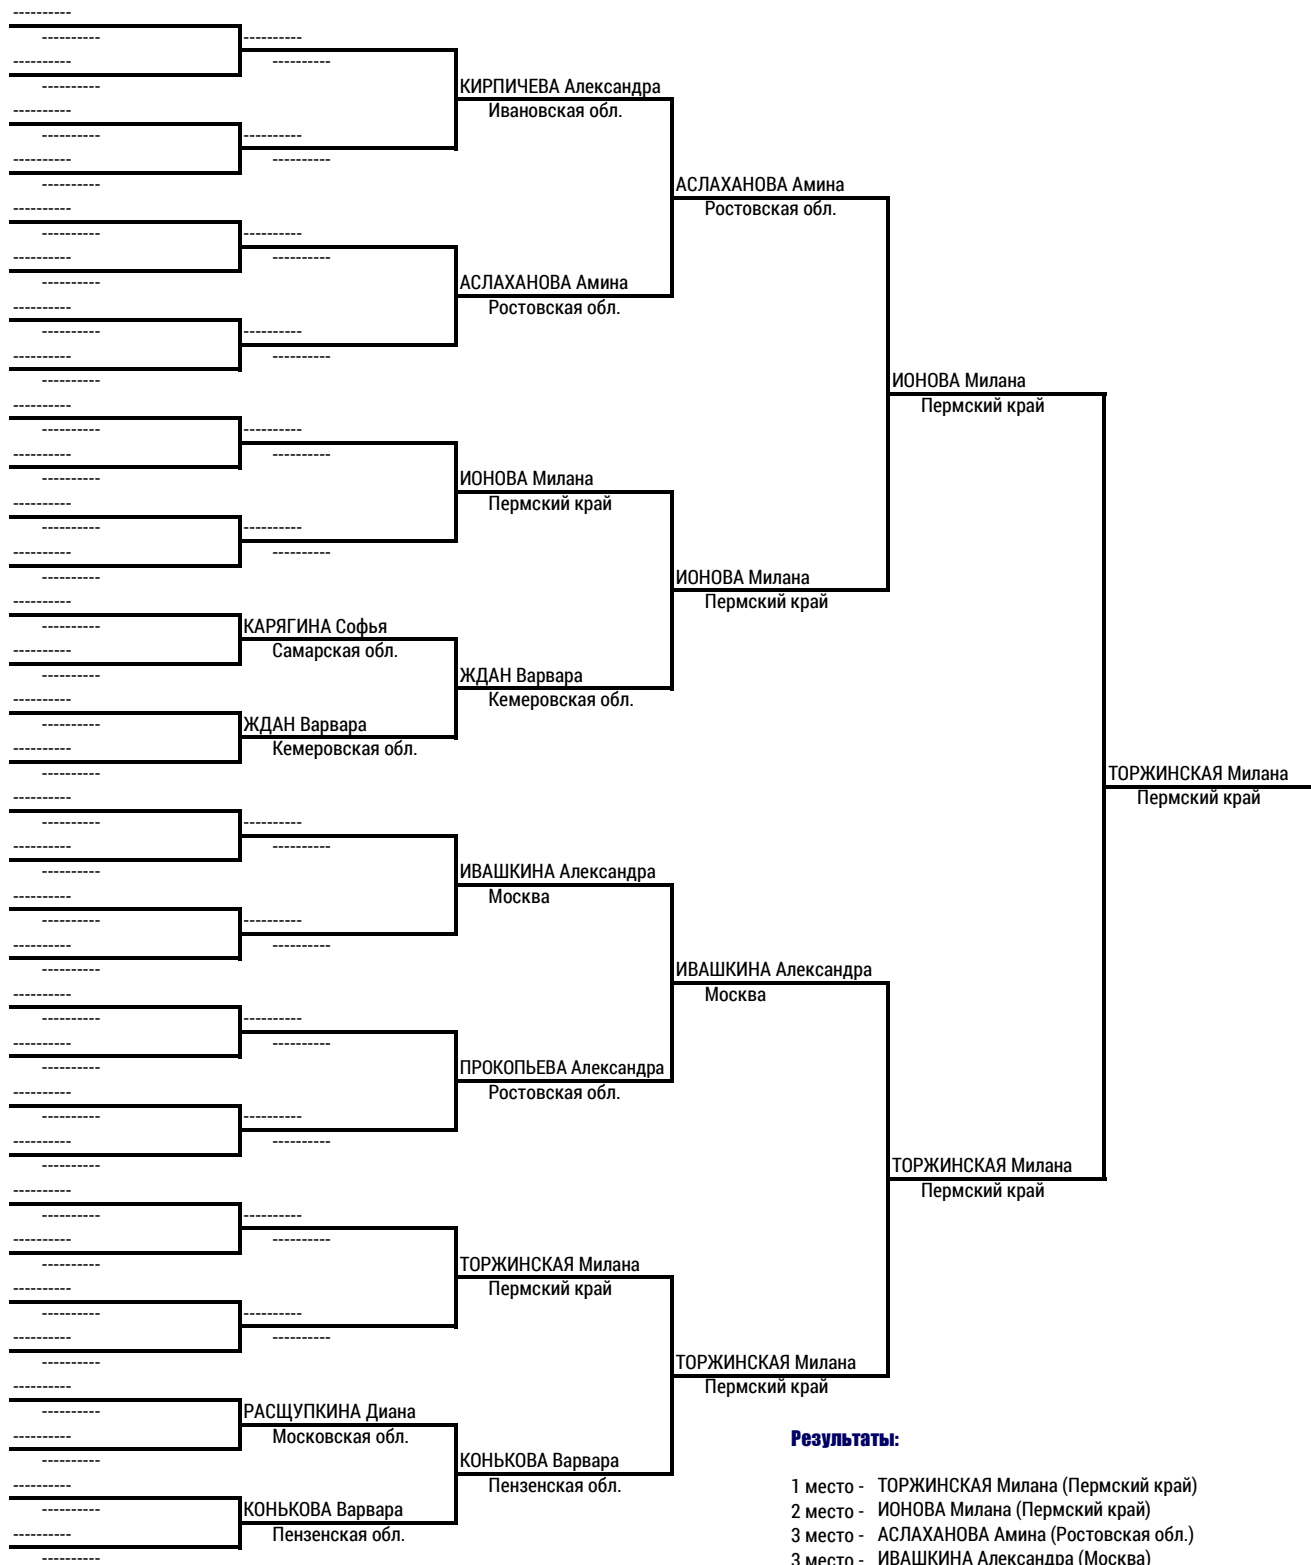 ----------
----------
----------
----------
----------
----------
КИРПИЧЕВА Александра
----------
Ивановская обл.
----------
----------
----------
----------
----------
----------
АСЛАХАНОВА Амина
----------
Ростовская обл.
----------
----------
----------
----------
----------
АСЛАХАНОВА Амина
----------
Ростовская обл.
----------
----------
----------
----------
----------
ИОНОВА Милана
----------
Пермский край
----------
----------
----------
----------
----------
ИОНОВА Милана
----------
Пермский край
----------
----------
----------
----------
----------
ИОНОВА Милана
----------
Пермский край
----------
КАРЯГИНА Софья
----------
Самарская обл.
----------
ЖДАН Варвара
----------
Кемеровская обл.
----------
ЖДАН Варвара
----------
Кемеровская обл.
----------
ТОРЖИНСКАЯ Милана
----------
Пермский край
----------
----------
----------
----------
----------
ИВАШКИНА Александра
----------
Москва
----------
----------
----------
----------
----------
ИВАШКИНА Александра
----------
Москва
----------
----------
----------
----------
----------
ПРОКОПЬЕВА Александра
----------
Ростовская обл.
----------
----------
----------
----------
----------
ТОРЖИНСКАЯ Милана
----------
Пермский край
----------
----------
----------
----------
----------
ТОРЖИНСКАЯ Милана
----------
Пермский край
----------
----------
----------
----------
----------
ТОРЖИНСКАЯ Милана
----------
Пермский край
----------
РАСЩУПКИНА Диана
----------
Московская обл.
----------
КОНЬКОВА Варвара
----------
Пензенская обл.
----------
КОНЬКОВА Варвара
----------
Пензенская обл.
----------
Результаты:
1 место - ТОРЖИНСКАЯ Милана (Пермский край)
2 место - ИОНОВА Милана (Пермский край)
3 место - АСЛАХАНОВА Амина (Ростовская обл.)
3 место - ИВАШКИНА Александра (Москва)